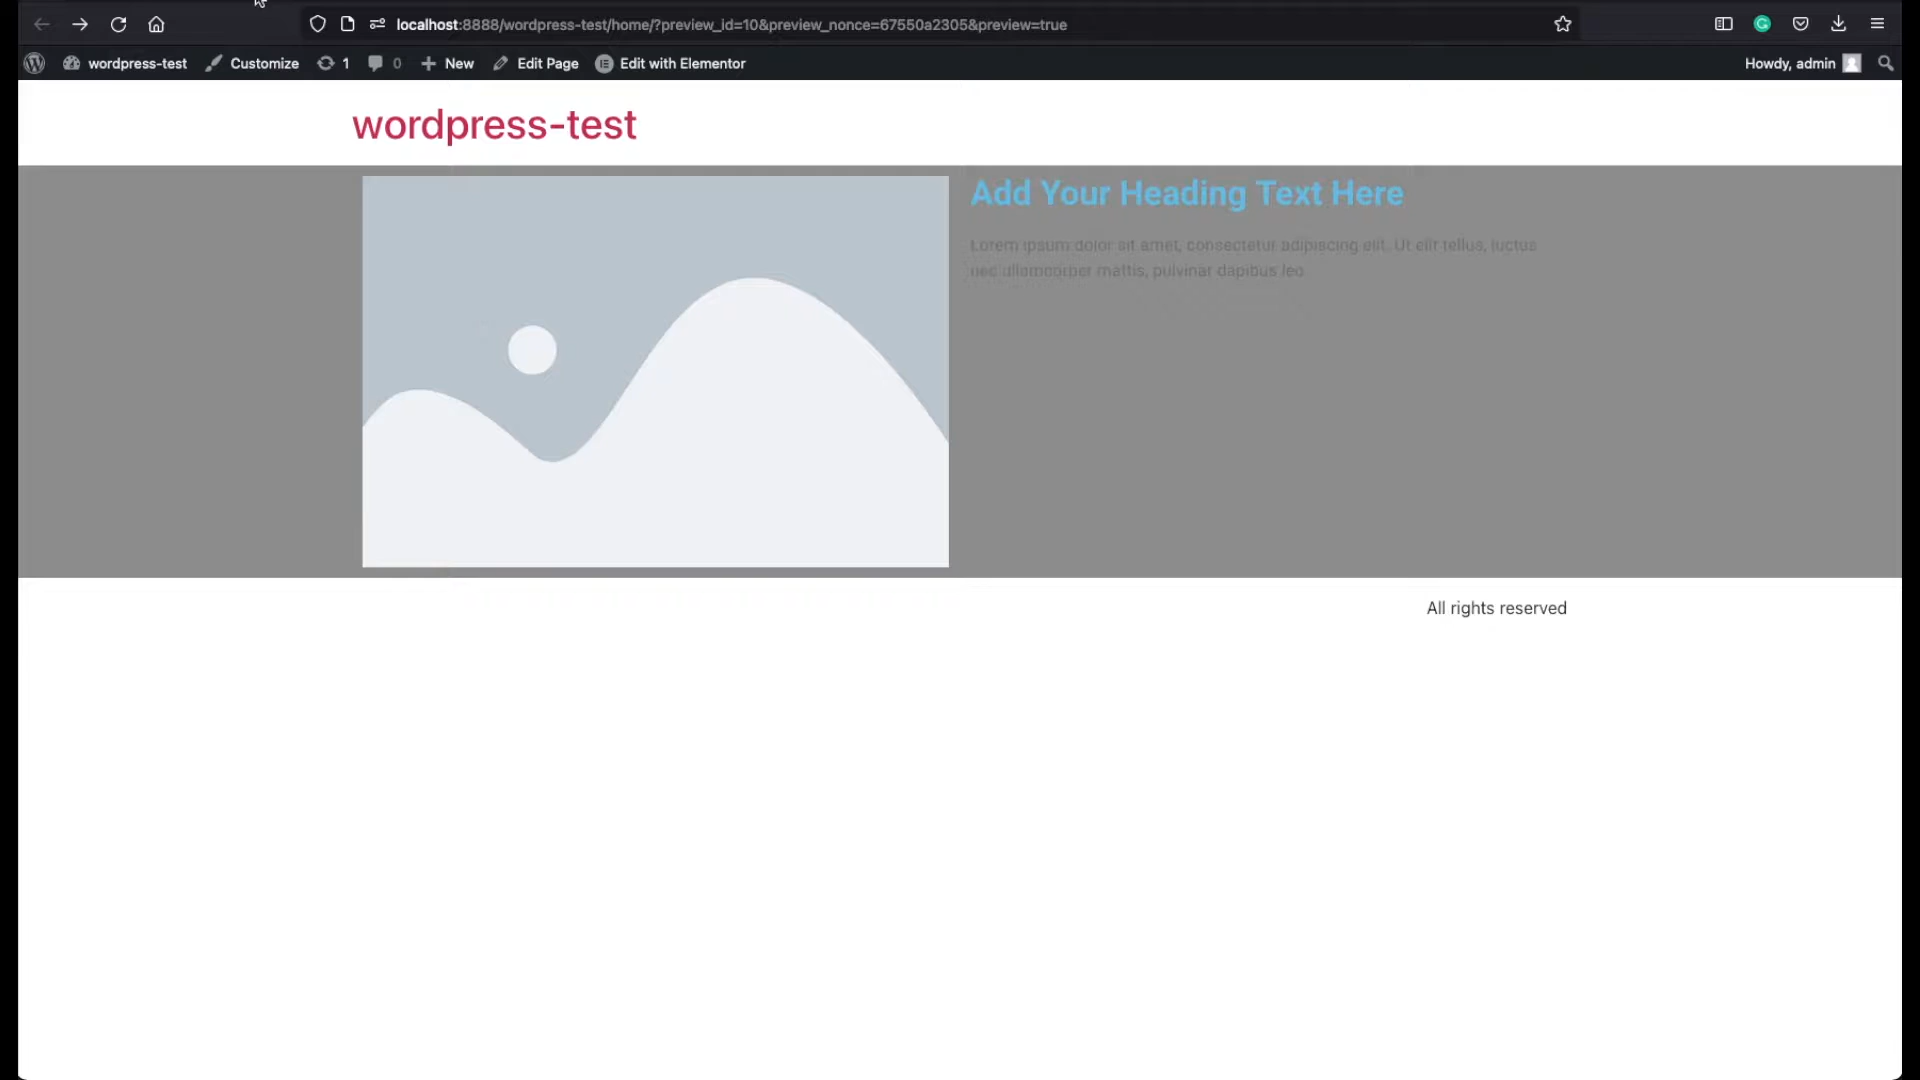 localhost:8888/wordpress-test/home/?preview_id=10&preview_nonce=67550a2305&preview=true
wordpress-test Customize 1 0 New Edit Page Edit with Elementor Howdy, admin
wordpress-test
Add Your Heading Text Here
Lorem ipsum dolor sit amet, consectetur adipiscing elit. Ut elit tellus, luctus
nec ullamcorper mattis, pulvinar dapibus leo.
All rights reserved